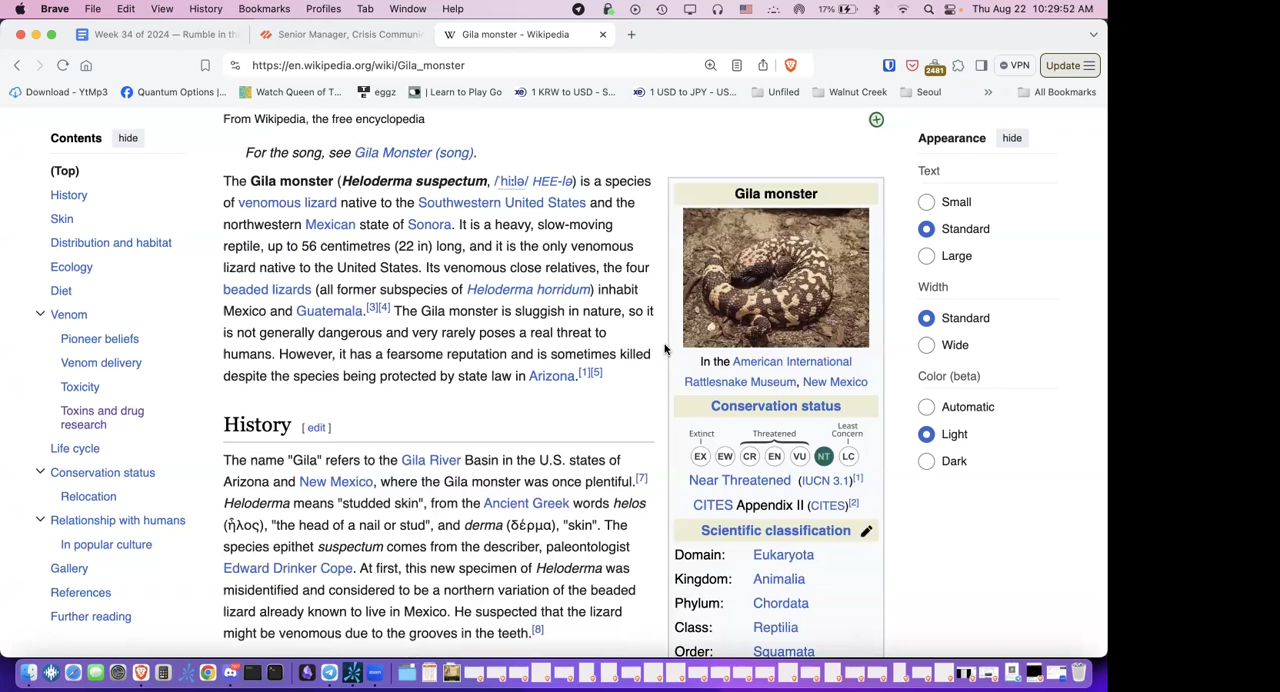 Brave File Edit View History Bookmarks Profiles Tab Window Help 17% Thu Aug 22 10:29:52 AM
Week 34 of 2024 — Rumble in th Senior Manager, Crisis Communi Gila monster - Wikipedia
https://en.wikipedia.org/wiki/Gila_monster 2481 VPN Update
Download - YtMp3 Quantum Options |... Watch Queen of T... eggz | Learn to Play Go 1 KRW to USD - S... 1 USD to JPY - US... Unfiled Walnut Creek Seoul » All Bookmarks
Contents hide
(Top)
History
Skin
Distribution and habitat
Ecology
Diet
Venom
Pioneer beliefs
Venom delivery
Toxicity
Toxins and drug
research
Life cycle
Conservation status
Relocation
Relationship with humans
In popular culture
Gallery
References
Further reading
From Wikipedia, the free encyclopedia
For the song, see Gila Monster (song).
The Gila monster (Heloderma suspectum, /ˈhiːlə/ HEE-lə) is a species
of venomous lizard native to the Southwestern United States and the
northwestern Mexican state of Sonora. It is a heavy, slow-moving
reptile, up to 56 centimetres (22 in) long, and it is the only venomous
lizard native to the United States. Its venomous close relatives, the four
beaded lizards (all former subspecies of Heloderma horridum) inhabit
Mexico and Guatemala.[3][4] The Gila monster is sluggish in nature, so it
is not generally dangerous and very rarely poses a real threat to
humans. However, it has a fearsome reputation and is sometimes killed
despite the species being protected by state law in Arizona.[1][5]
History [ edit ]
The name "Gila" refers to the Gila River Basin in the U.S. states of
Arizona and New Mexico, where the Gila monster was once plentiful.[7]
Heloderma means "studded skin", from the Ancient Greek words helos
(ἧλος), "the head of a nail or stud", and derma (δέρμα), "skin". The
species epithet suspectum comes from the describer, paleontologist
Edward Drinker Cope. At first, this new specimen of Heloderma was
misidentified and considered to be a northern variation of the beaded
lizard already known to live in Mexico. He suspected that the lizard
might be venomous due to the grooves in the teeth.[8]
Gila monster
In the American International
Rattlesnake Museum, New Mexico
Conservation status
Extinct Threatened Least
Concern
EX EW CR EN VU NT LC
Near Threatened (IUCN 3.1)[1]
CITES Appendix II (CITES)[2]
Scientific classification
Domain: Eukaryota
Kingdom: Animalia
Phylum: Chordata
Class: Reptilia
Order: Squamata
Appearance hide
Text
Small
Standard
Large
Width
Standard
Wide
Color (beta)
Automatic
Light
Dark